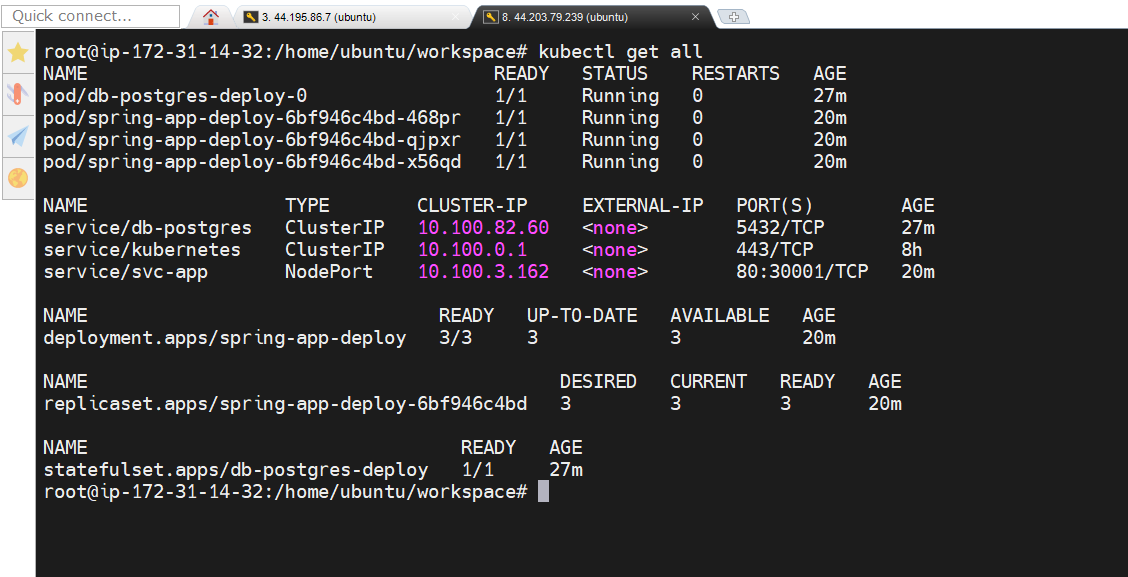 Quick connect...
3. 44.195.86.7 (ubuntu)
8. 44.203.79.239 (ubuntu)
root@ip-172-31-14-32:/home/ubuntu/workspace# kubectl get all
NAME READY STATUS RESTARTS AGE
pod/db-postgres-deploy-0 1/1 Running 0 27m
pod/spring-app-deploy-6bf946c4bd-468pr 1/1 Running 0 20m
pod/spring-app-deploy-6bf946c4bd-qjpxr 1/1 Running 0 20m
pod/spring-app-deploy-6bf946c4bd-x56qd 1/1 Running 0 20m
NAME TYPE CLUSTER-IP EXTERNAL-IP PORT(S) AGE
service/db-postgres ClusterIP 10.100.82.60 <none> 5432/TCP 27m
service/kubernetes ClusterIP 10.100.0.1 <none> 443/TCP 8h
service/svc-app NodePort 10.100.3.162 <none> 80:30001/TCP 20m
NAME READY UP-TO-DATE AVAILABLE AGE
deployment.apps/spring-app-deploy 3/3 3 3 20m
NAME DESIRED CURRENT READY AGE
replicaset.apps/spring-app-deploy-6bf946c4bd 3 3 3 20m
NAME READY AGE
statefulset.apps/db-postgres-deploy 1/1 27m
root@ip-172-31-14-32:/home/ubuntu/workspace#